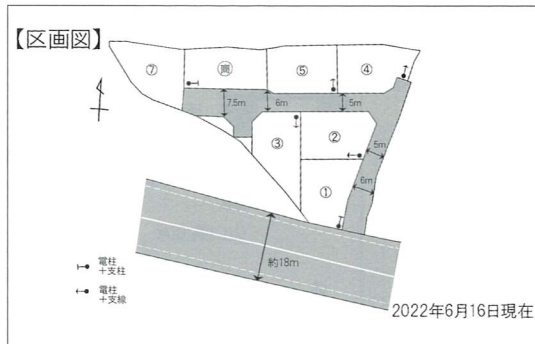 【区画図】
⑦
商
⑤
④
7.5m
6m
5m
③
②
5m
6m
①
約18m
電柱
+支柱
電柱
+支線
2022年6月16日現在